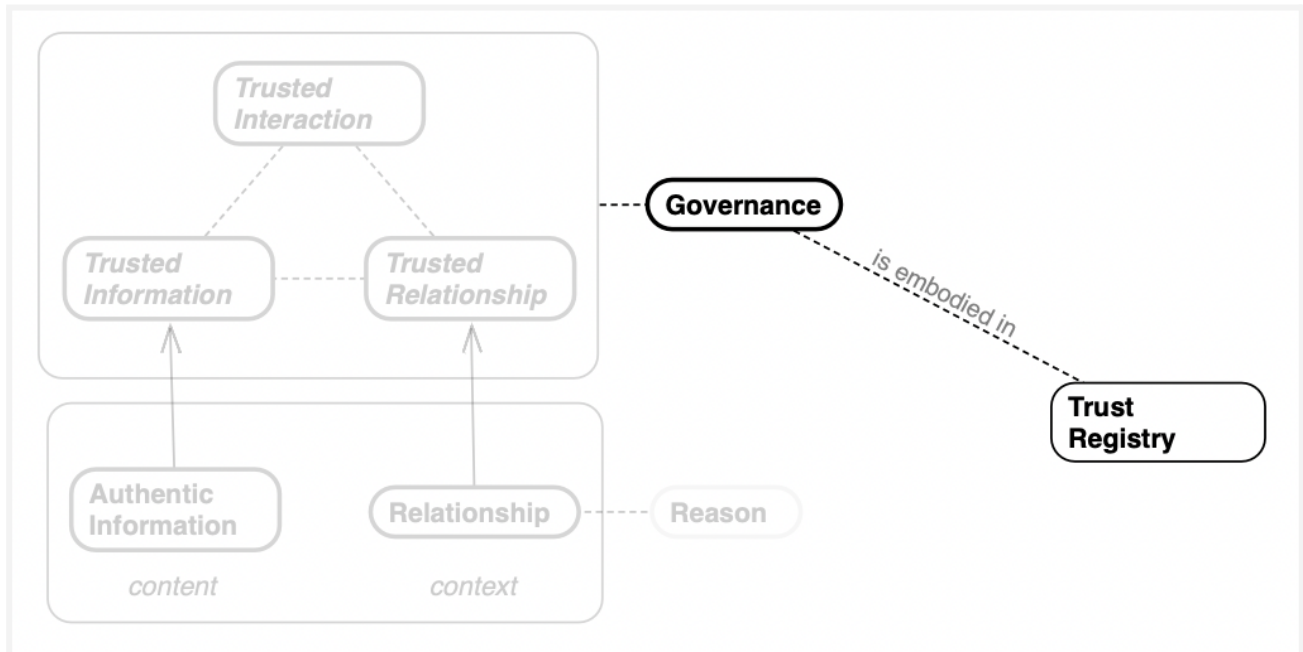 Trusted
Interaction
Governance
Trusted
Information
Trusted
Relationship
is embodied in
Trust
Registry
Authentic
Information
Relationship
Reason
content
context